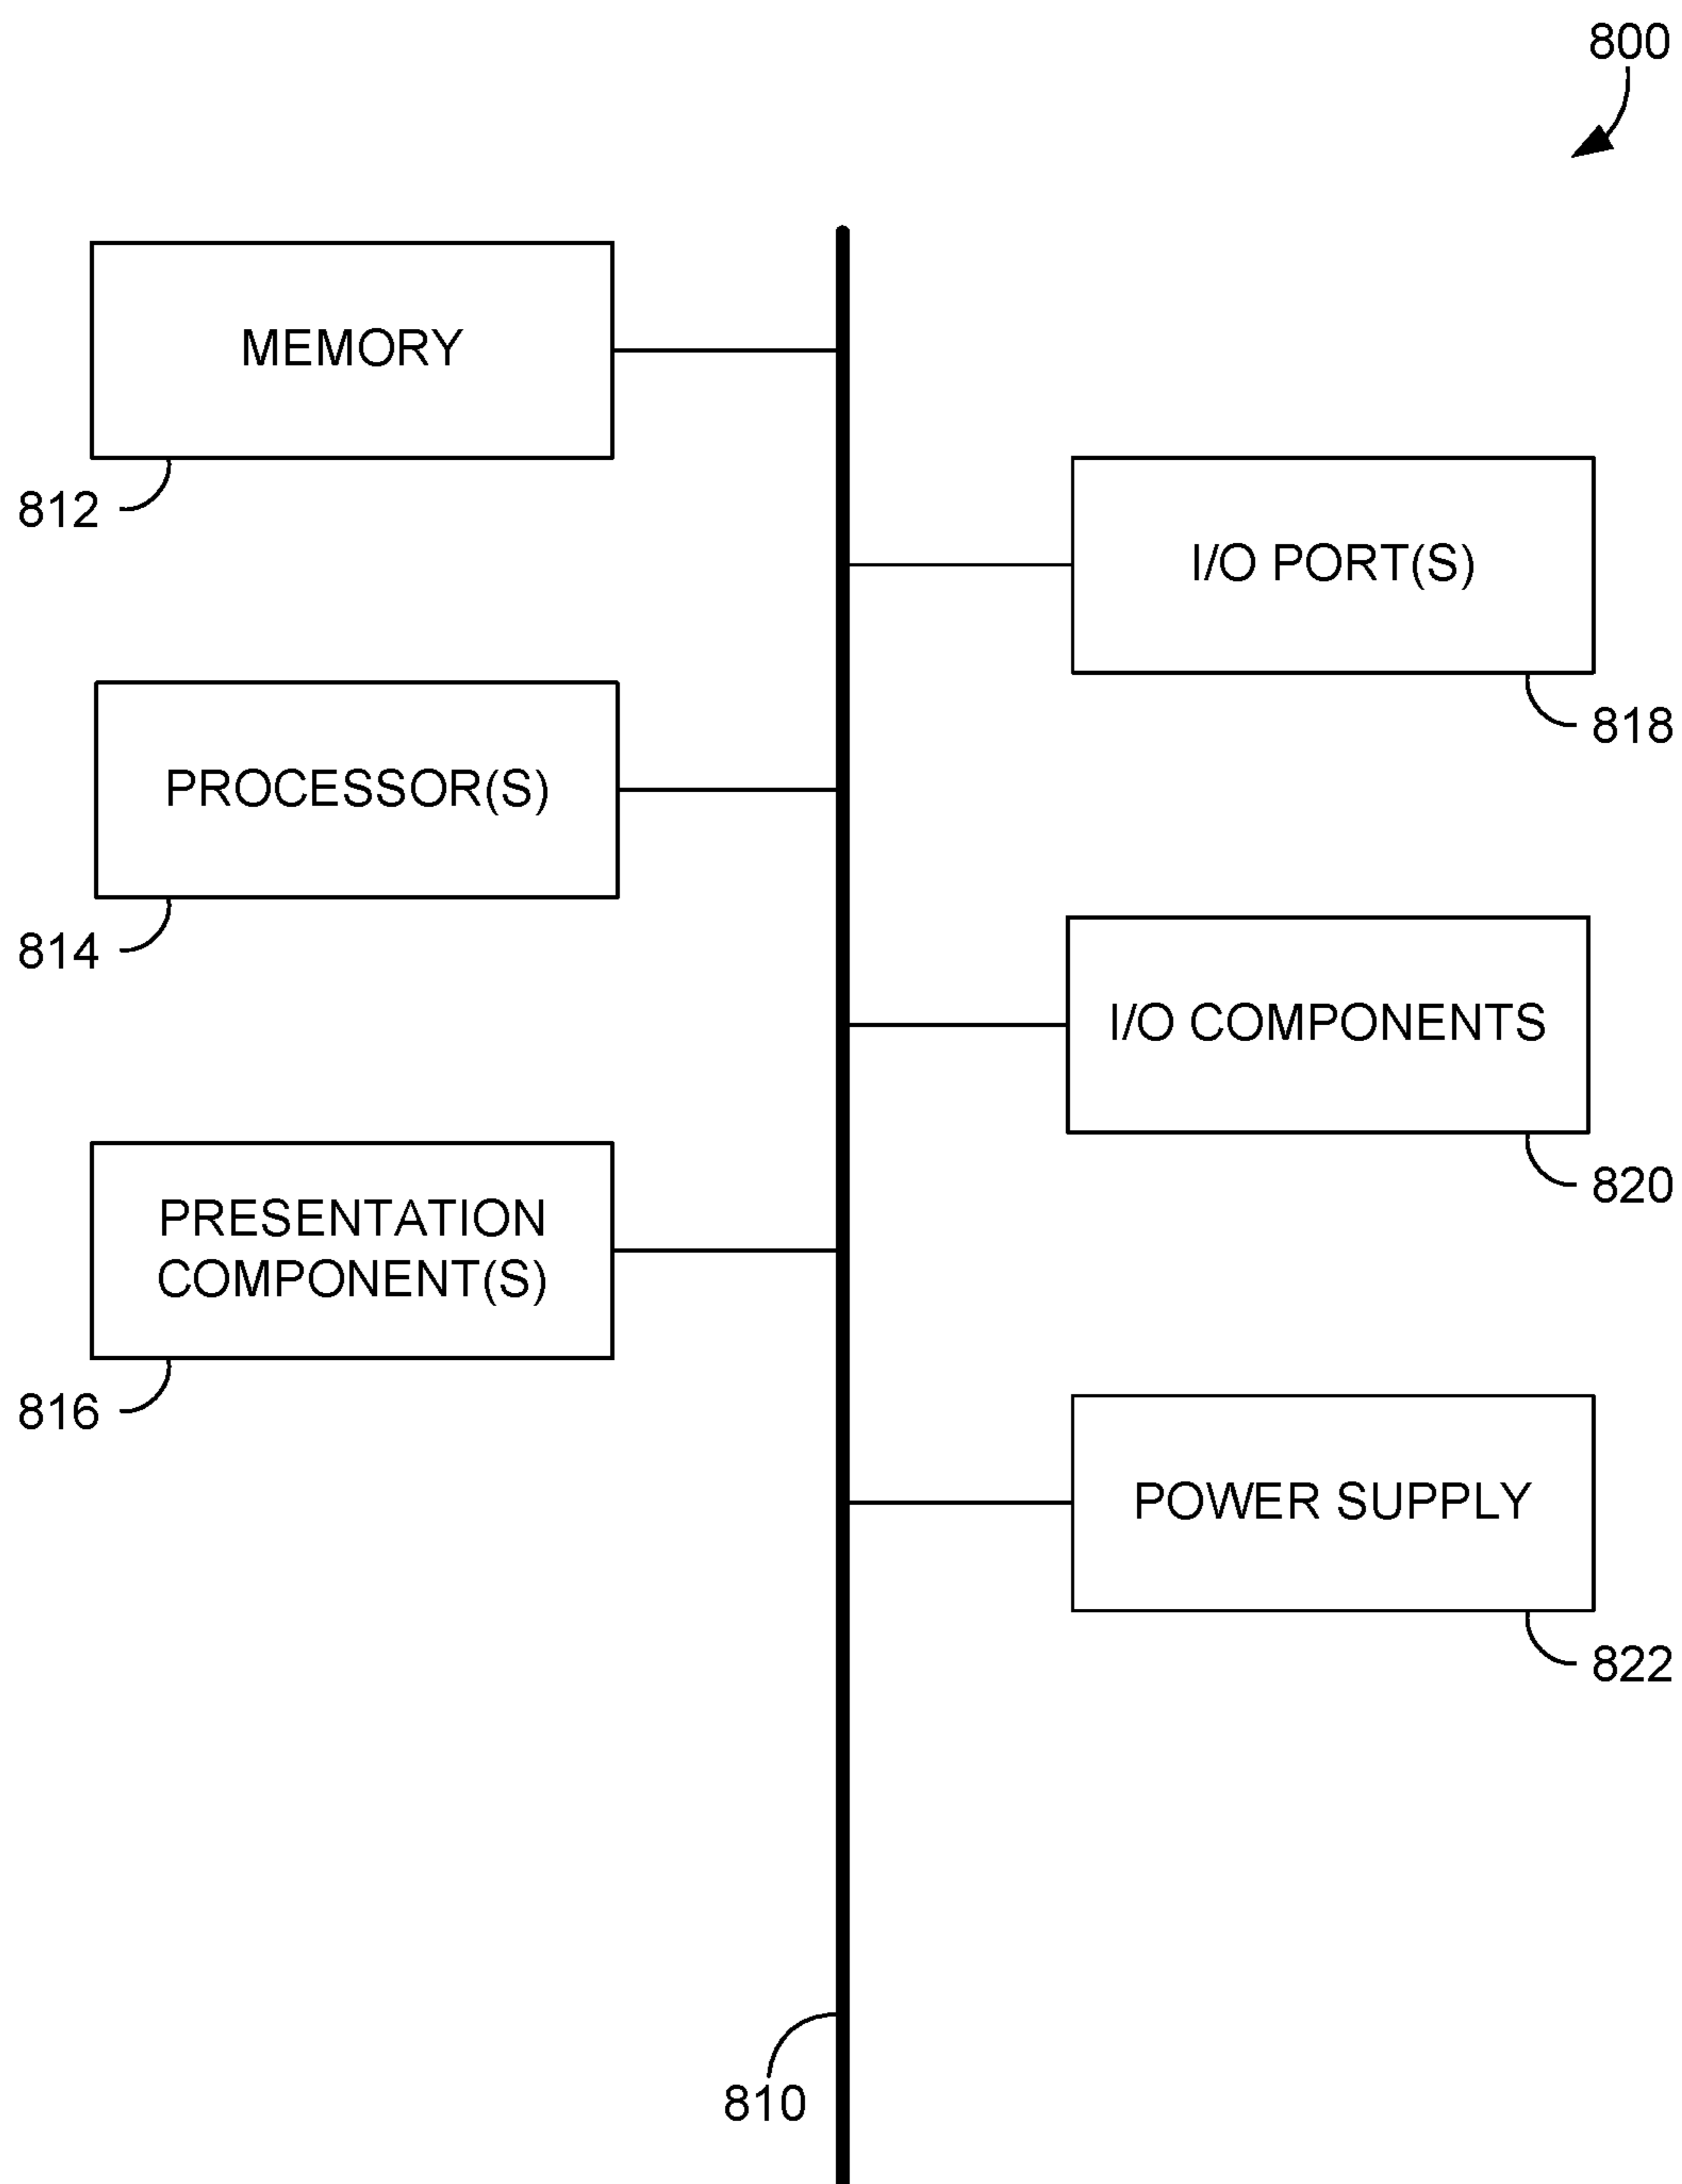 800
MEMORY
812
I/O PORT(S)
818
PROCESSOR(S)
814
I/O COMPONENTS
820
PRESENTATION
COMPONENT(S)
816
POWER SUPPLY
822
810